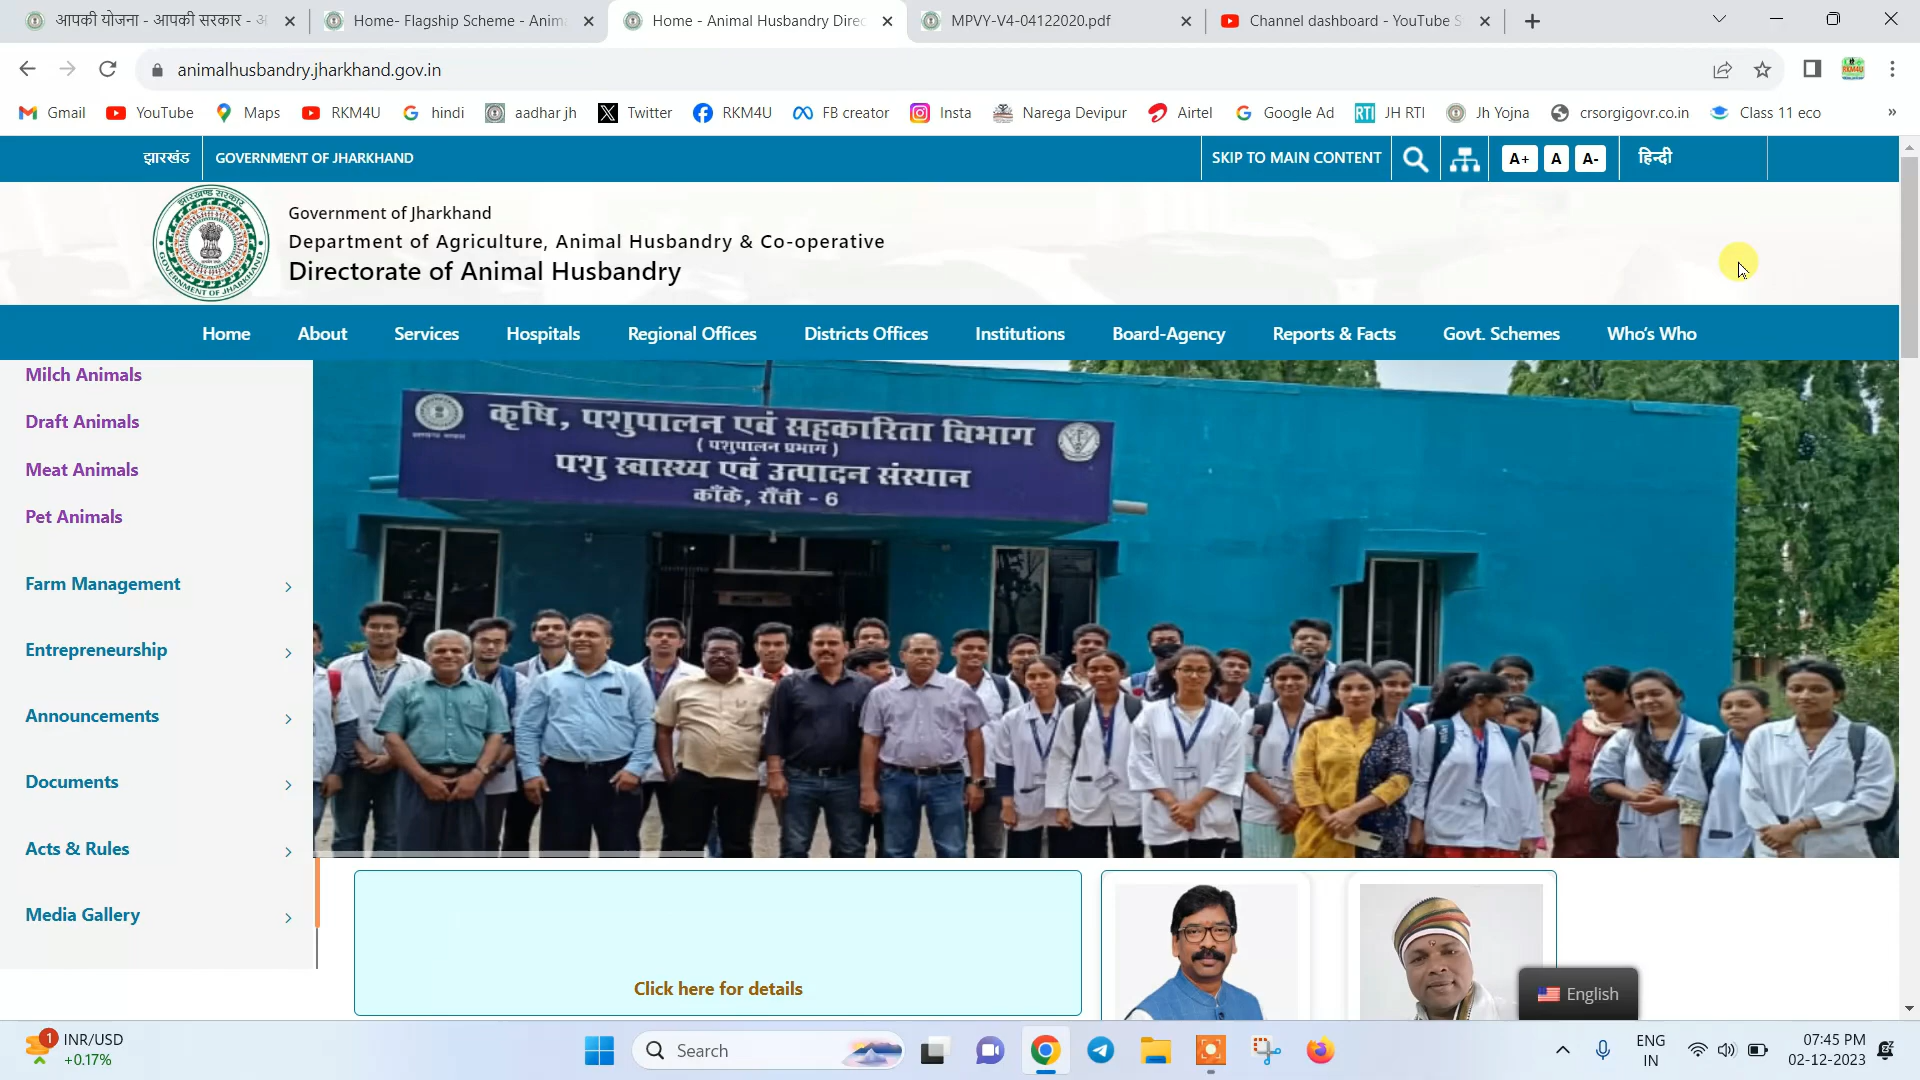 आपकी योजना - आपकी सरकार - अ
Home- Flagship Scheme - Anim
Home - Animal Husbandry Direc
MPVY-V4-04122020.pdf
Channel dashboard - YouTube S
animalhusbandry.jharkhand.gov.in
Gmail
YouTube
Maps
RKM4U
hindi
aadhar jh
Twitter
RKM4U
FB creator
Insta
Narega Devipur
Airtel
Google Ad
RTI
JH RTI
Jh Yojna
crsorgigovr.co.in
Class 11 eco
»
झारखंड
GOVERNMENT OF JHARKHAND
SKIP TO MAIN CONTENT
A+
A
A-
हिन्दी
झारखण्ड सरकार
GOVERNMENT OF JHARKHAND
Government of Jharkhand
Department of Agriculture, Animal Husbandry & Co-operative
Directorate of Animal Husbandry
Home
About
Services
Hospitals
Regional Offices
Districts Offices
Institutions
Board-Agency
Reports & Facts
Govt. Schemes
Who's Who
Milch Animals
Draft Animals
Meat Animals
Pet Animals
Farm Management
Entrepreneurship
Announcements
Documents
Acts & Rules
Media Gallery
कृषि, पशुपालन एवं सहकारिता विभाग
( पशुपालन प्रभाग )
पशु स्वास्थ्य एवं उत्पादन संस्थान
काँके, राँची - 6
Click here for details
English
1
INR/USD
+0.17%
Search
ENG
IN
07:45 PM
02-12-2023